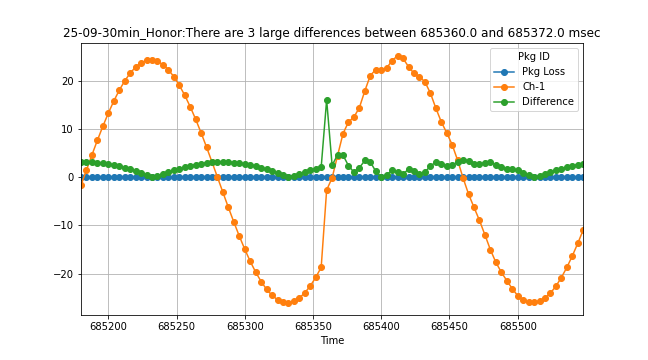 25-09-30min_Honor:There are 3 large differences between 685360.0 and 685372.0 msec
Pkg ID
Pkg Loss
Ch-1
Difference
20
10
0
−10
−20
685200 685250 685300 685350 685400 685450 685500
Time